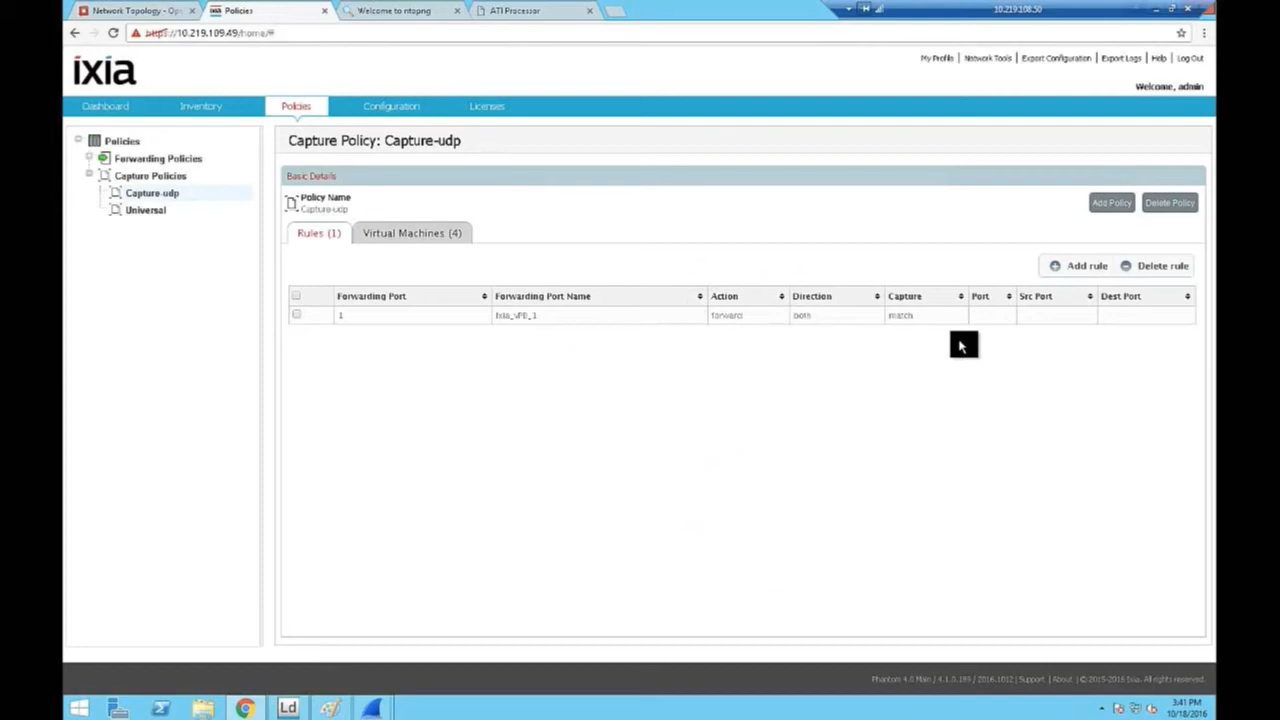 Network Topology - Ope
Policies
Welcome to ntopng
ATI Processor
10.219.108.50
https://10.219.109.49/home/#
ixia
My Profile | Network Tools | Export Configuration | Export Logs | Help | Log Out
Welcome, admin
Dashboard
Inventory
Policies
Configuration
Licenses
Policies
Forwarding Policies
Capture Policies
Capture-udp
Universal
Capture Policy: Capture-udp
Basic Details
Policy Name
Capture-udp
Add Policy
Delete Policy
Rules (1)
Virtual Machines (4)
Add rule
Delete rule
Forwarding Port Forwarding Port Name Action Direction Capture Port Src Port Dest Port
1 Ixia_vPB_1 forward both match
Phantom 4.0 Main / 4.1.0.189 / 2016.1012 | Support | About | © 2015-2016 Ixia. All rights reserved.
Ld
3:41 PM
10/18/2016